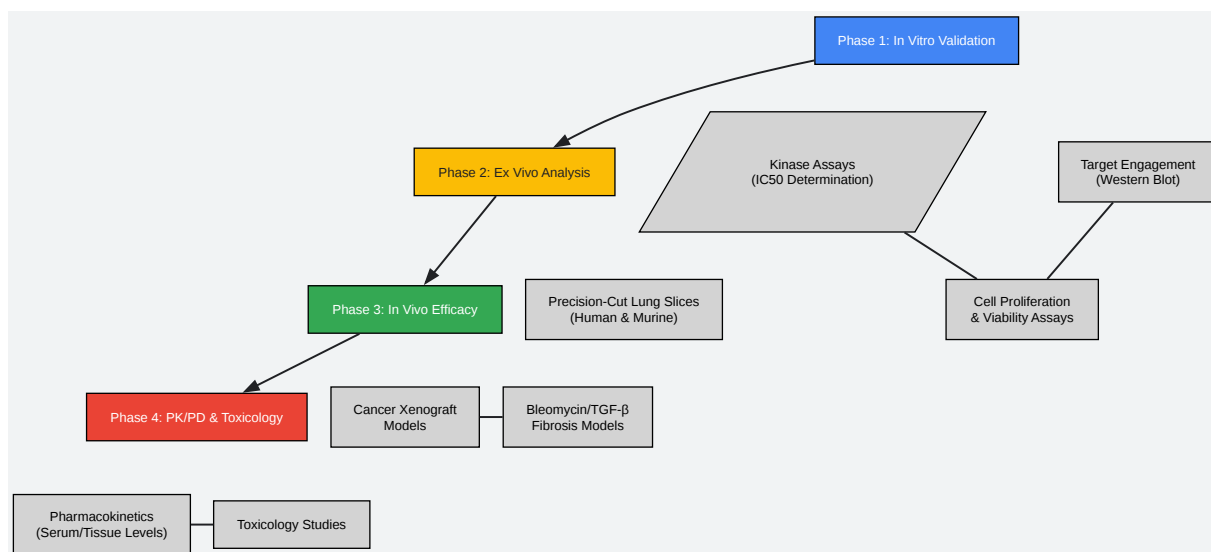 Phase 1: In Vitro Validation
Kinase Assays
(IC50 Determination)
Target Engagement
(Western Blot)
Phase 2: Ex Vivo Analysis
Phase 3: In Vivo Efficacy
Precision-Cut Lung Slices
(Human & Murine)
Cell Proliferation
& Viability Assays
Phase 4: PK/PD & Toxicology
Cancer Xenograft
Models
Bleomycin/TGF-β
Fibrosis Models
Pharmacokinetics
(Serum/Tissue Levels)
Toxicology Studies